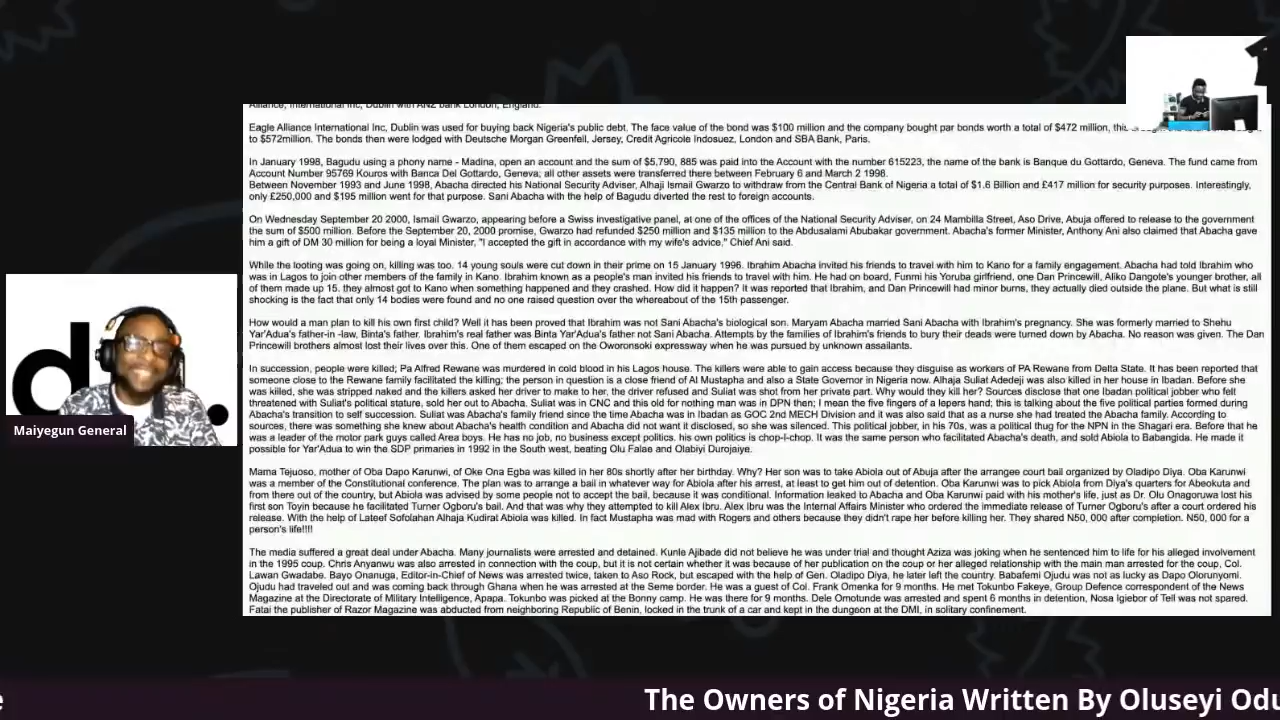 Alliance, International Inc, Dublin with ANZ bank London, England.
Eagle Alliance International Inc, Dublin was used for buying back Nigeria's public debt. The face value of the bond was $100 million and the company bought par bonds worth a total of $472 million,
to $572million. The bonds then were lodged with Deutsche Morgan Greenfell, Jersey, Credit Agricole Indosuez, London and SBA Bank, Paris.
In January 1998, Bagudu using a phony name - Madina, open an account and the sum of $5,790, 885 was paid into the Account with the number 615223, the name of the bank is Banque du Gottardo, Geneva. The fund came from
Account Number 95769 Kouros with Banca Del Gottardo, Geneva; all other assets were transferred there between February 6 and March 2 1998.
Between November 1993 and June 1998, Abacha directed his National Security Adviser, Alhaji Ismail Gwarzo to withdraw from the Central Bank of Nigeria a total of $1.6 Billion and £417 million for security purposes. Interestingly,
only £250,000 and $195 million went for that purpose. Sani Abacha with the help of Bagudu diverted the rest to foreign accounts.
On Wednesday September 20 2000, Ismail Gwarzo, appearing before a Swiss investigative panel, at one of the offices of the National Security Adviser, on 24 Mambilla Street, Aso Drive, Abuja offered to release to the government
the sum of $500 million. Before the September 20, 2000 promise, Gwarzo had refunded $250 million and $135 million to the Abdusalami Abubakar government. Abacha's former Minister, Anthony Ani also claimed that Abacha gave
him a gift of DM 30 million for being a loyal Minister, "I accepted the gift in accordance with my wife's advice," Chief Ani said.
While the looting was going on, killing was too. 14 young souls were cut down in their prime on 15 January 1996. Ibrahim Abacha invited his friends to travel with him to Kano for a family engagement. Abacha had told Ibrahim who
was in Lagos to join other members of the family in Kano. Ibrahim known as a people's man invited his friends to travel with him. He had on board, Funmi his Yoruba girlfriend, one Dan Princewill, Aliko Dangote's younger brother, all
of them made up 15. they almost got to Kano when something happened and they crashed. How did it happen? It was reported that Ibrahim, and Dan Princewill had minor burns, they actually died outside the plane. But what is still
shocking is the fact that only 14 bodies were found and no one raised question over the whereabout of the 15th passenger.
How would a man plan to kill his own first child? Well it has been proved that Ibrahim was not Sani Abacha's biological son. Maryam Abacha married Sani Abacha with Ibrahim's pregnancy. She was formerly married to Shehu
Yar'Adua's father-in -law, Binta's father. Ibrahim's real father was Binta Yar'Adua's father not Sani Abacha. Attempts by the families of Ibrahim's friends to bury their deads were turned down by Abacha. No reason was given. The Dan
Princewill brothers almost lost their lives over this. One of them escaped on the Oworonsoki expressway when he was pursued by unknown assailants.
In succession, people were killed; Pa Alfred Rewane was murdered in cold blood in his Lagos house. The killers were able to gain access because they disguise as workers of PA Rewane from Delta State. It has been reported that
someone close to the Rewane family facilitated the killing; the person in question is a close friend of Al Mustapha and also a State Governor in Nigeria now. Alhaja Suliat Adedeji was also killed in her house in Ibadan. Before she
was killed, she was stripped naked and the killers asked her driver to make to her, the driver refused and Suliat was shot from her private part. Why would they kill her? Sources disclose that one Ibadan political jobber who felt
threatened with Suliat's political stature, sold her out to Abacha. Suliat was in CNC and this old for nothing man was in DPN then; I mean the five fingers of a lepers hand; this is talking about the five political parties formed during
Abacha's transition to self succession. Suliat was Abacha's family friend since the time Abacha was in Ibadan as GOC 2ND MECH Division and it was also said that as a nurse she had treated the Abacha family. According to
sources, there was something she knew about Abacha's health condition and Abacha did not want it disclosed, so she was silenced. This political jobber, in his 70s, was a political thug for the NPN in the Shagari era. Before that he
was a leader of the motor park guys called Area boys. He has no job, no business except politics. his own politics is chop-I-chop. It was the same person who facilitated Abacha's death, and sold Abiola to Babangida. He made it
possible for Yar'Adua to win the SDP primaries in 1992 in the South west, beating Olu Falae and Olabiyi Durojaiye.
Mama Tejuoso, mother of Oba Dapo Karunwi, of Oke Ona Egba was killed in her 80s shortly after her birthday. Why? Her son was to take Abiola out of Abuja after the arrangee court bail organized by Oladipo Diya. Oba Karunwi
was a member of the Constitutional conference. The plan was to arrange a bail in whatever way for Abiola after his arrest, at least to get him out of detention. Oba Karunwi was to pick Abiola from Diya's quarters for Abeokuta and
from there out of the country, but Abiola was advised by some people not to accept the bail, because it was conditional. Information leaked to Abacha and Oba Karunwi paid with his mother's life, just as Dr. Olu Onagoruwa lost his
first son Toyin because he facilitated Turner Ogboru's bail. And that was why they attempted to kill Alex Ibru. Alex Ibru was the Internal Affairs Minister who ordered the immediate release of Turner Ogboru's after a court ordered his
release. With the help of Lateef Sofolahan Alhaja Kudirat Abiola was killed. In fact Mustapha was mad with Rogers and others because they didn't rape her before killing her. They shared N50, 000 after completion. N50, 000 for a
person's life!!!!
The media suffered a great deal under Abacha. Many journalists were arrested and detained. Kunle Ajibade did not believe he was under trial and thought Aziza was joking when he sentenced him to life for his alleged involvement
in the 1995 coup. Chris Anyanwu was also arrested in connection with the coup, but it is not certain whether it was because of her publication on the coup or her having a relationship with the main man arrested for the coup, Col.
Lawan Gwadabe. Bayo Onanuga, Editor-in-Chief of News was arrested twice, taken to Aso Rock, but escaped with the help of Gen. Oladipo Diya, he later left the country. Babafemi Ojudu was not as lucky as Dapo Olorunyomi.
Ojudu had traveled out and was coming back through Ghana when he was arrested at the Seme border. He was a guest of Col. Frank Omenka for 9 months. He met Tokunbo Fakeye, Group Defence correspondent of the News
Magazine at the Directorate of Military Intelligence, Apapa. Tokunbo was picked at the Bonny camp. He was there for 9 months. Dele Omotunde was arrested and spent 6 months in detention, Nosa Igiebor of Tell was not spared.
Fatai the publisher of Razor Magazine was abducted from neighboring Republic of Benin, locked in the trunk of a car and kept in the dungeon at the DMI, in solitary confinement.
d.
Maiyegun General
e
The Owners of Nigeria Written By Oluseyi Odu